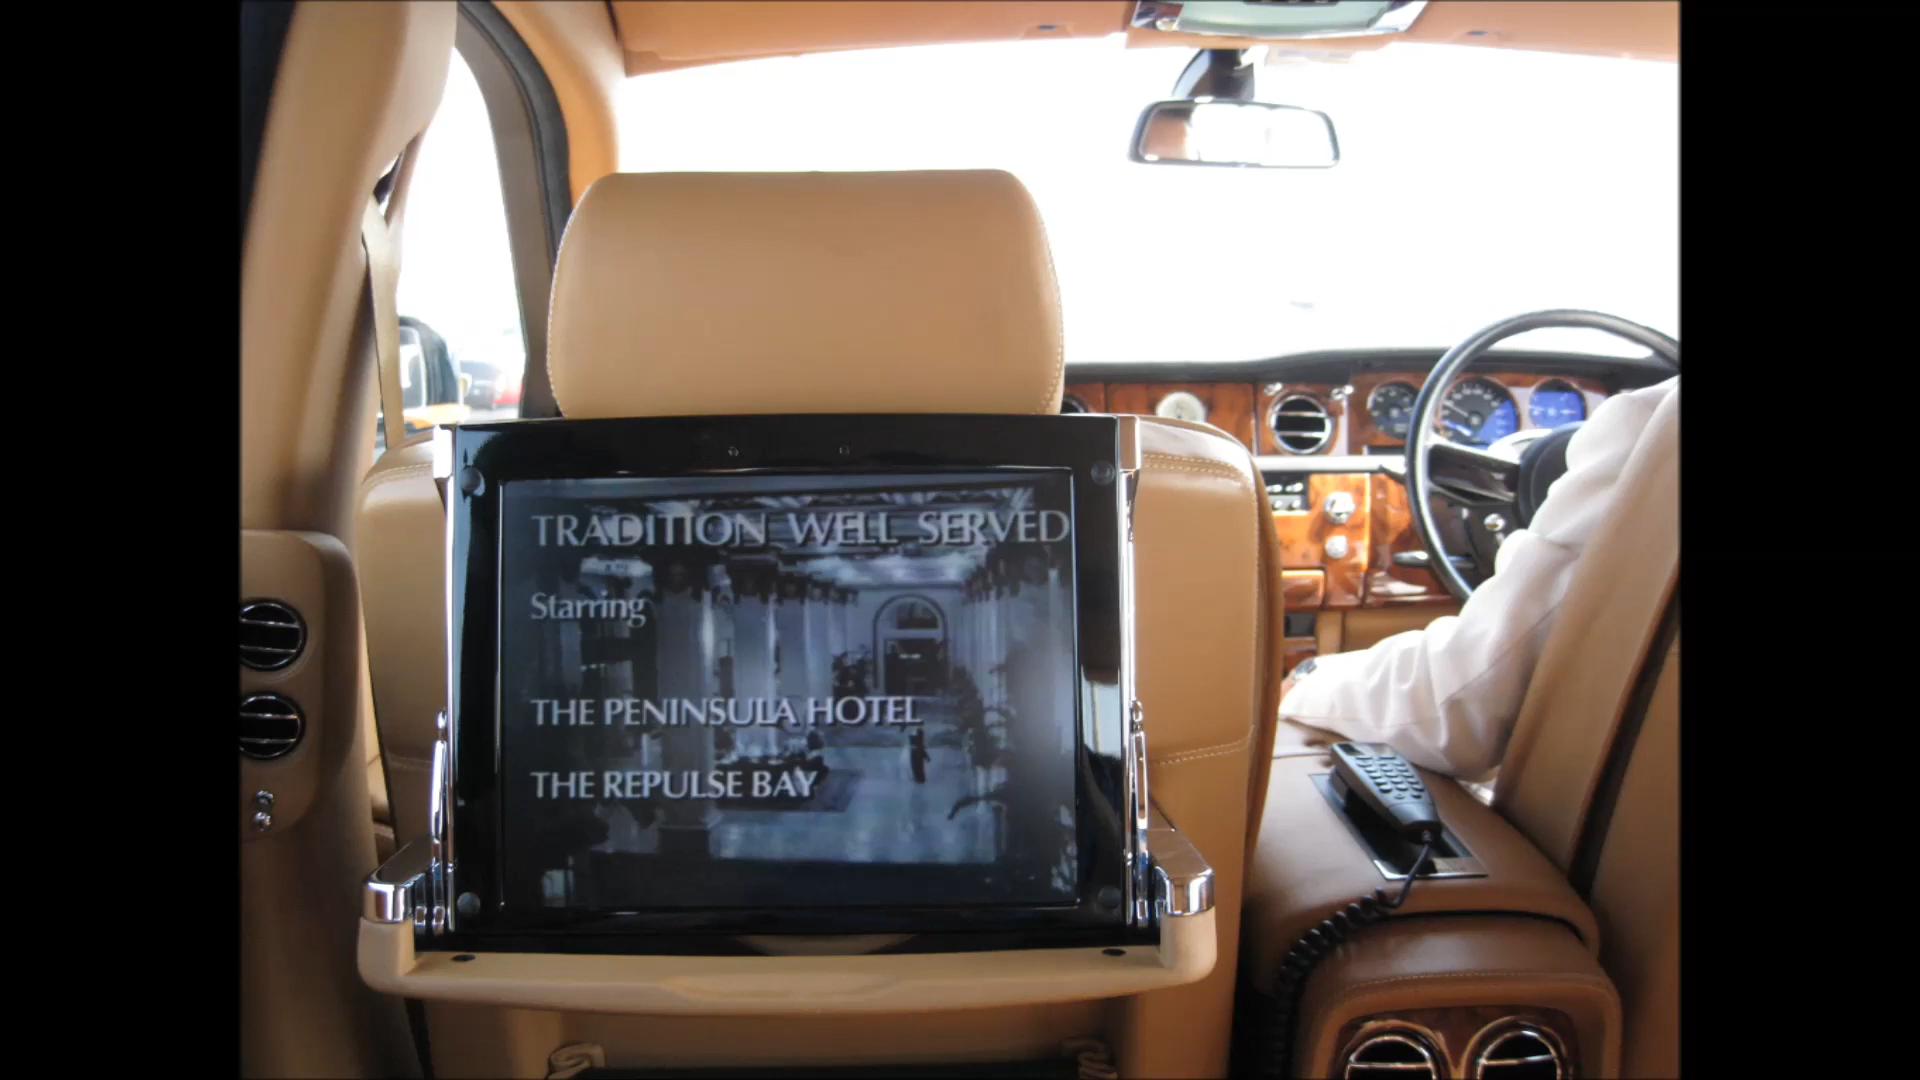 TRADITION WELL SERVED
Starring
THE PENINSULA HOTEL
THE REPULSE BAY